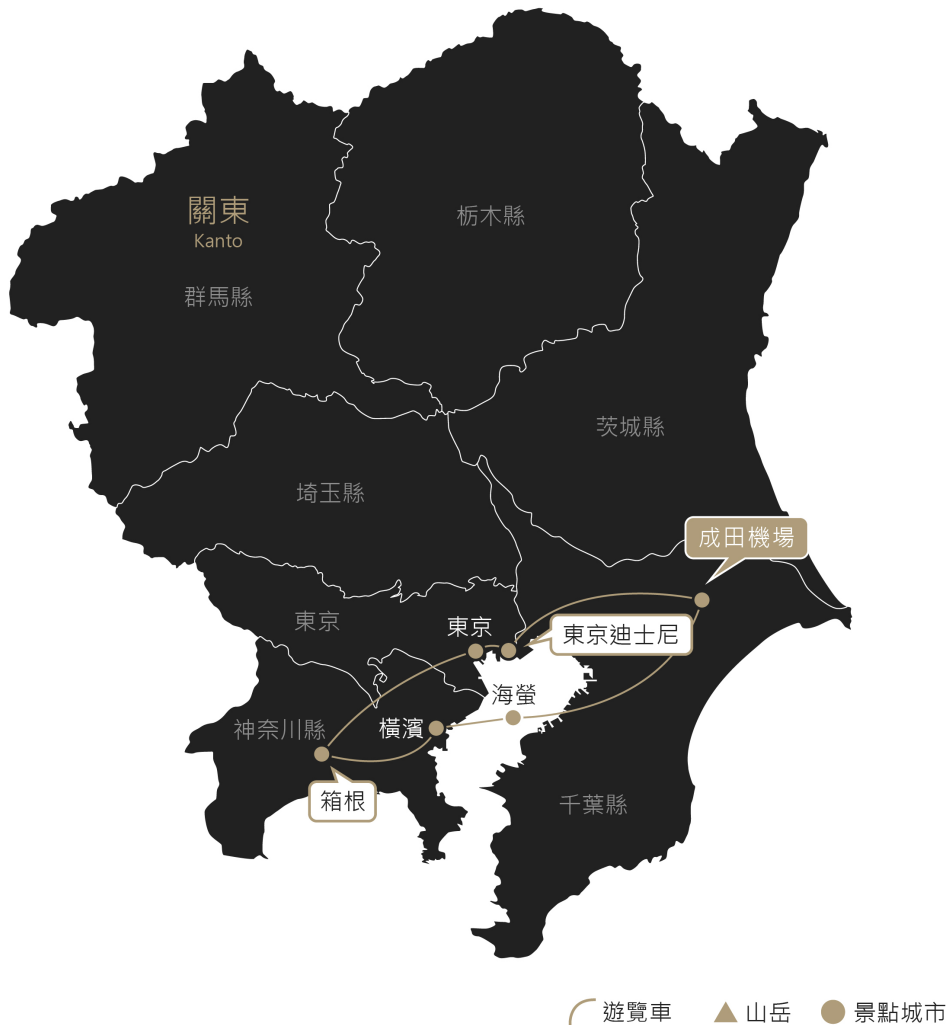 栃木縣
關東
Kanto
群馬縣
茨城縣
埼玉縣
成田機場
東京
東京
東京迪士尼
海螢
神奈川縣
橫濱
箱根
千葉縣
遊覽車
山岳
景點城市